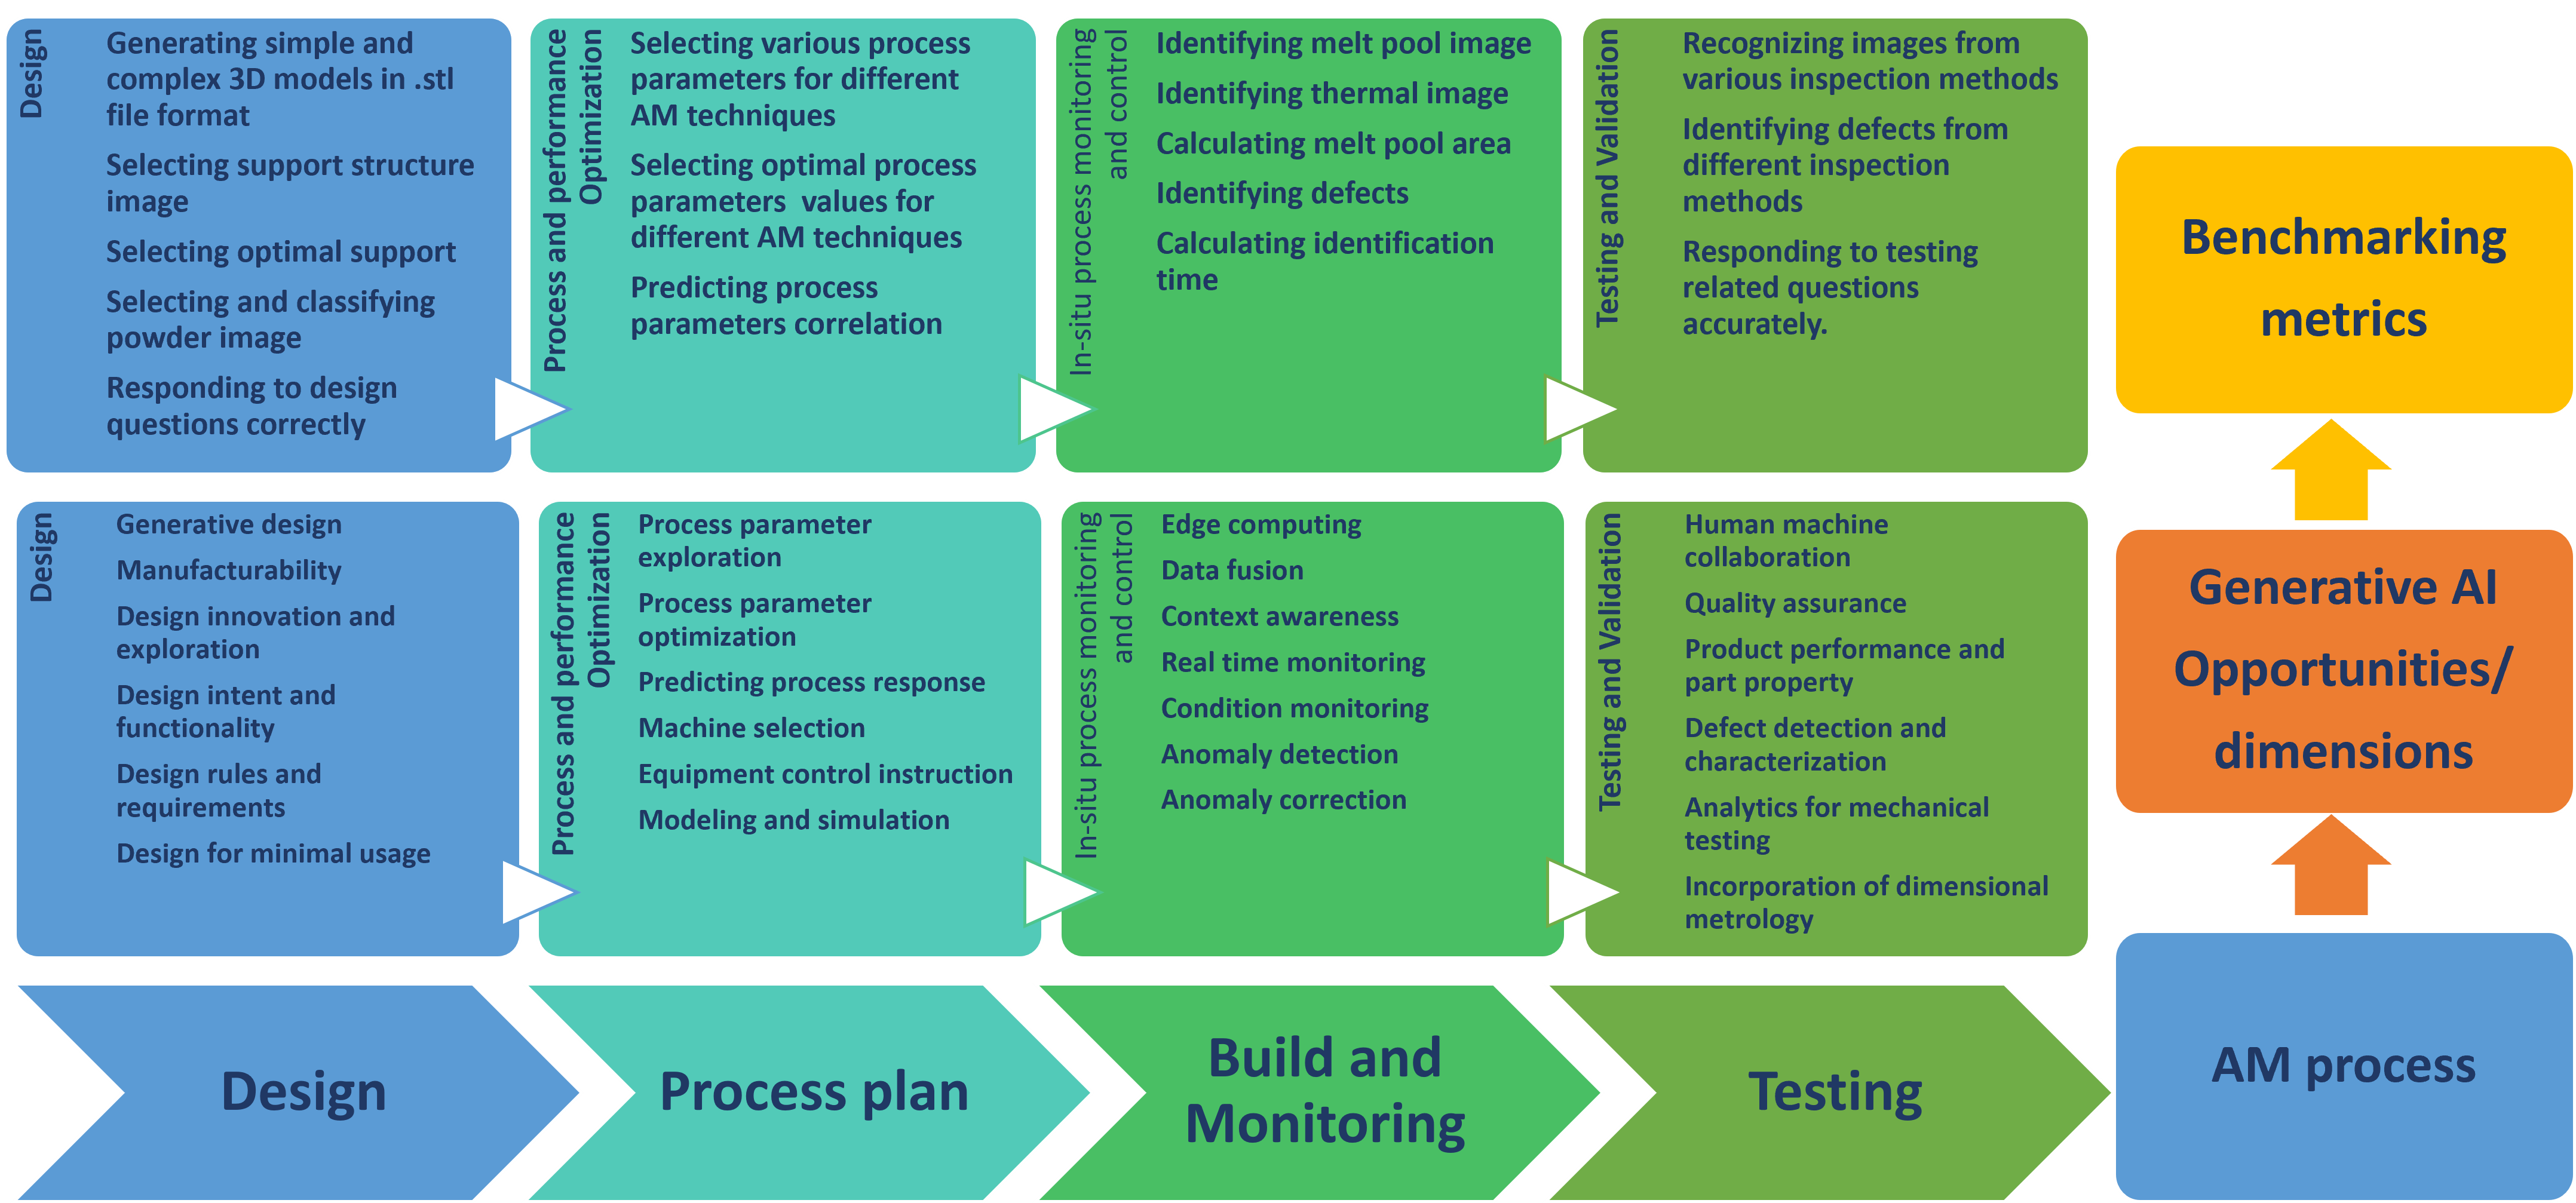 Design
Generating simple and
complex 3D models in .stl
file format
Selecting support structure
image
Selecting optimal support
Selecting and classifying
powder image
Responding to design
questions correctly
Process and performance
Optimization
Selecting various process
parameters for different
AM techniques
Selecting optimal process
parameters  values for
different AM techniques
Predicting process
parameters correlation
In-situ process monitoring
and control
Identifying melt pool image
Identifying thermal image
Calculating melt pool area
Identifying defects
Calculating identification
time
Testing and Validation
Recognizing images from
various inspection methods
Identifying defects from
different inspection
methods
Responding to testing
related questions
accurately.
Benchmarking
metrics
Design
Generative design
Manufacturability
Design innovation and
exploration
Design intent and
functionality
Design rules and
requirements
Design for minimal usage
Process and performance
Optimization
Process parameter
exploration
Process parameter
optimization
Predicting process response
Machine selection
Equipment control instruction
Modeling and simulation
In-situ process monitoring
and control
Edge computing
Data fusion
Context awareness
Real time monitoring
Condition monitoring
Anomaly detection
Anomaly correction
Testing and Validation
Human machine
collaboration
Quality assurance
Product performance and
part property
Defect detection and
characterization
Analytics for mechanical
testing
Incorporation of dimensional
metrology
Generative AI
Opportunities/
dimensions
Design
Process plan
Build and
Monitoring
Testing
AM process